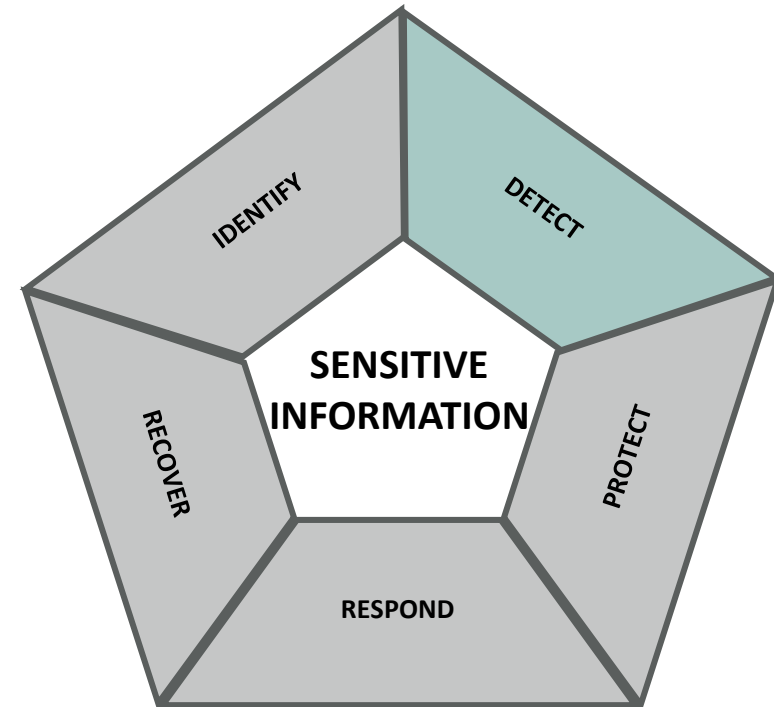 IDENTIFY
DETECT
SENSITIVE
INFORMATION
RECOVER
PROTECT
RESPOND